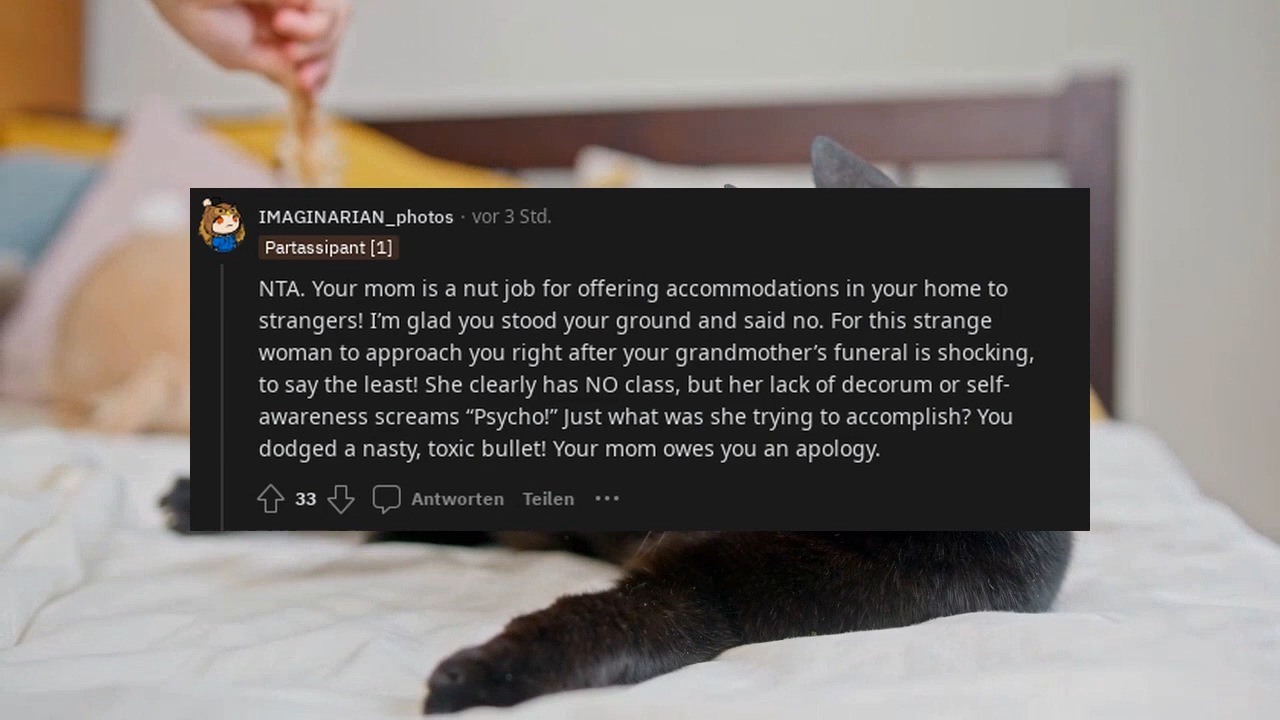 IMAGINARIAN_photos · vor 3 Std.
Partassipant [1]
NTA. Your mom is a nut job for offering accommodations in your home to
strangers! I’m glad you stood your ground and said no. For this strange
woman to approach you right after your grandmother’s funeral is shocking,
to say the least! She clearly has NO class, but her lack of decorum or self-
awareness screams “Psycho!” Just what was she trying to accomplish? You
dodged a nasty, toxic bullet! Your mom owes you an apology.
33 Antworten Teilen